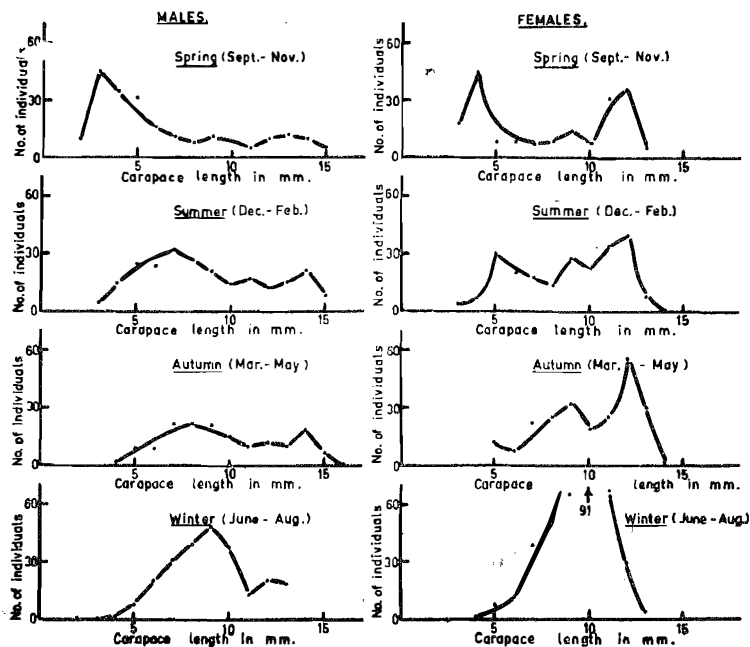 MALES.
FEMALES.
No. of individuals
60
30
0
Spring (Sept.- Nov.)
5
10
15
Carapace length in mm.
No. of individuals
60
30
0
Spring (Sept- Nov.)
5
10
15
Carapace length in mm.
No. of individuals
60
30
0
Summer (Dec.- Feb.)
5
10
15
Carapace length in mm.
No. of individuals
60
30
0
Summer (Dec.- Feb.)
5
10
15
Carapace length in mm.
No. of individuals
60
30
0
Autumn (Mar.- May)
5
10
15
Carapace length in mm.
No. of individuals
60
30
0
Autumn (Mar. - May)
5
10
15
Carapace length in mm.
No. of individuals
60
30
0
Winter (June - Aug.)
5
10
15
Carapace length in mm.
No. of individuals
60
30
0
91
Winter (June - Aug.)
5
10
15
Carapace length in mm.